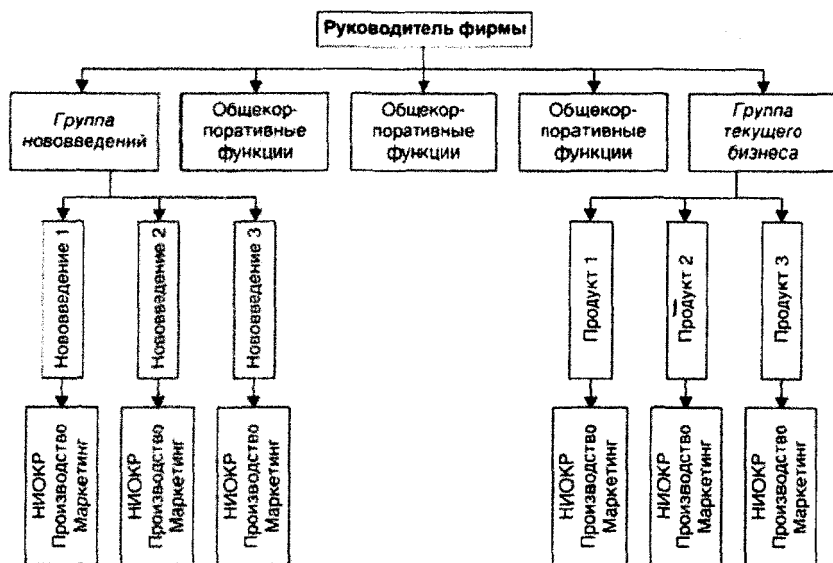 Руководитель фирмы
Группа
нововведений
Общекор-
поративные
функции
Общекор-
поративные
функции
Общекор-
поративные
функции
Группа
текущего
бизнеса
Нововведение 1
Нововведение 2
Нововведение 3
Продукт 1
Продукт 2
Продукт 3
НИОКР
Производство
Маркетинг
НИОКР
Производство
Маркетинг
НИОКР
Производство
Маркетинг
НИОКР
Производство
Маркетинг
НИОКР
Производство
Маркетинг
НИОКР
Производство
Маркетинг